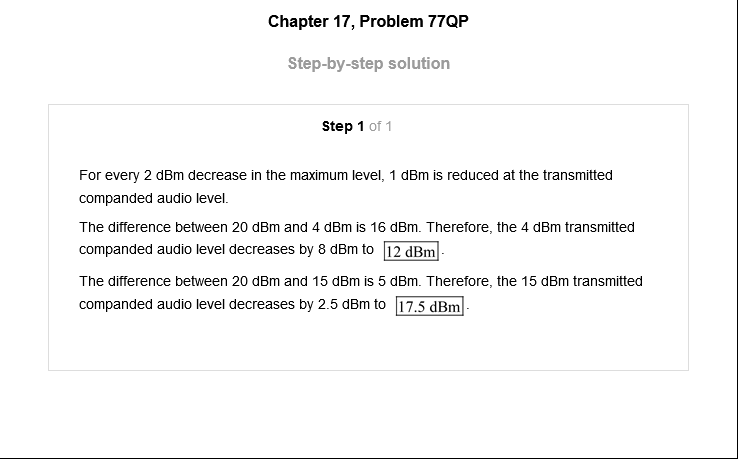 Chapter 17, Problem 77QP
Step-by-step solution
Step 1 of 1
For every 2 dBm decrease in the maximum level, 1 dBm is reduced at the transmitted
companded audio level.
The difference between 20 dBm and 4 dBm is 16 dBm. Therefore, the 4 dBm transmitted
companded audio level decreases by 8 dBm to 12 dBm.
The difference between 20 dBm and 15 dBm is 5 dBm. Therefore, the 15 dBm transmitted
companded audio level decreases by 2.5 dBm to 17.5 dBm.